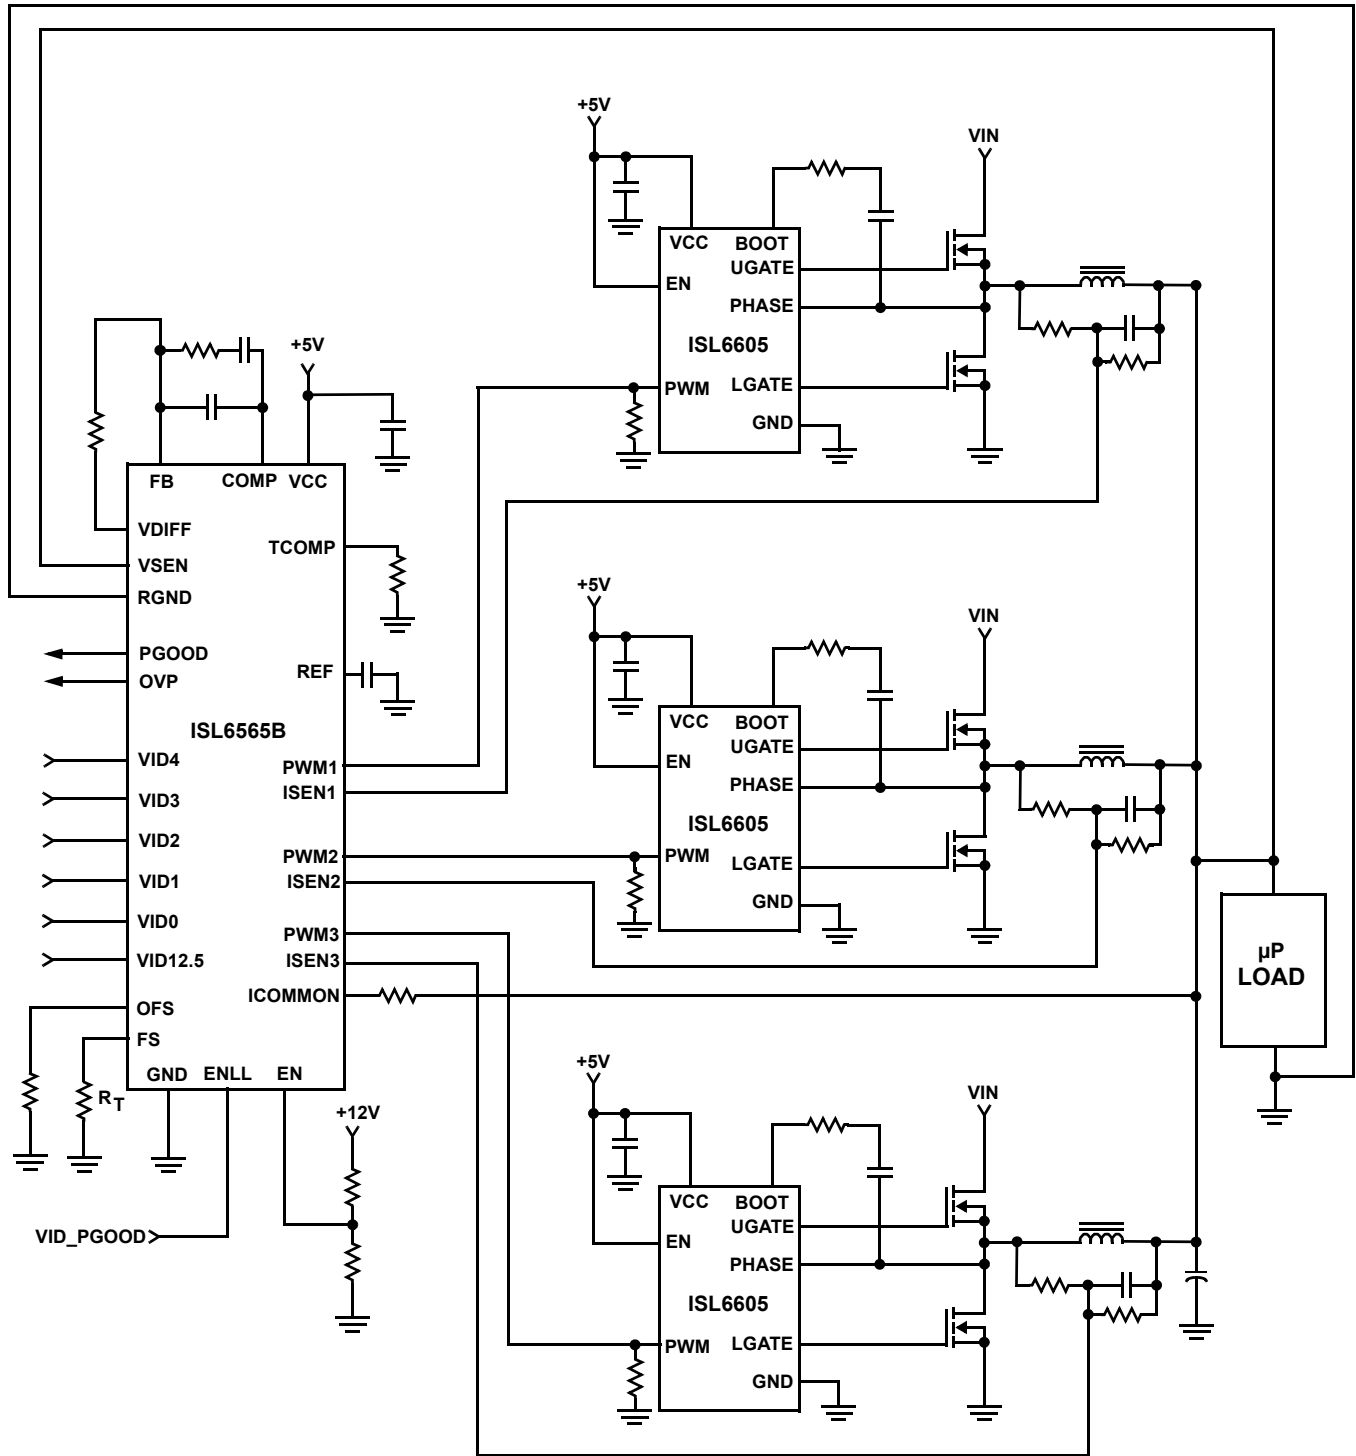 +5V
VIN
VCC
BOOT
UGATE
EN
PHASE
ISL6605
PWM
LGATE
GND
+5V
FB
COMP
VCC
VDIFF
VSEN
RGND
TCOMP
PGOOD
OVP
REF
ISL6565B
VID4
VID3
VID2
VID1
VID0
VID12.5
OFS
FS
PWM1
ISEN1
PWM2
ISEN2
PWM3
ISEN3
ICOMMON
GND
ENLL
EN
RT
+12V
VID_PGOOD
+5V
VIN
VCC
BOOT
UGATE
EN
PHASE
ISL6605
PWM
LGATE
GND
µP
LOAD
+5V
VIN
VCC
BOOT
UGATE
EN
PHASE
ISL6605
PWM
LGATE
GND